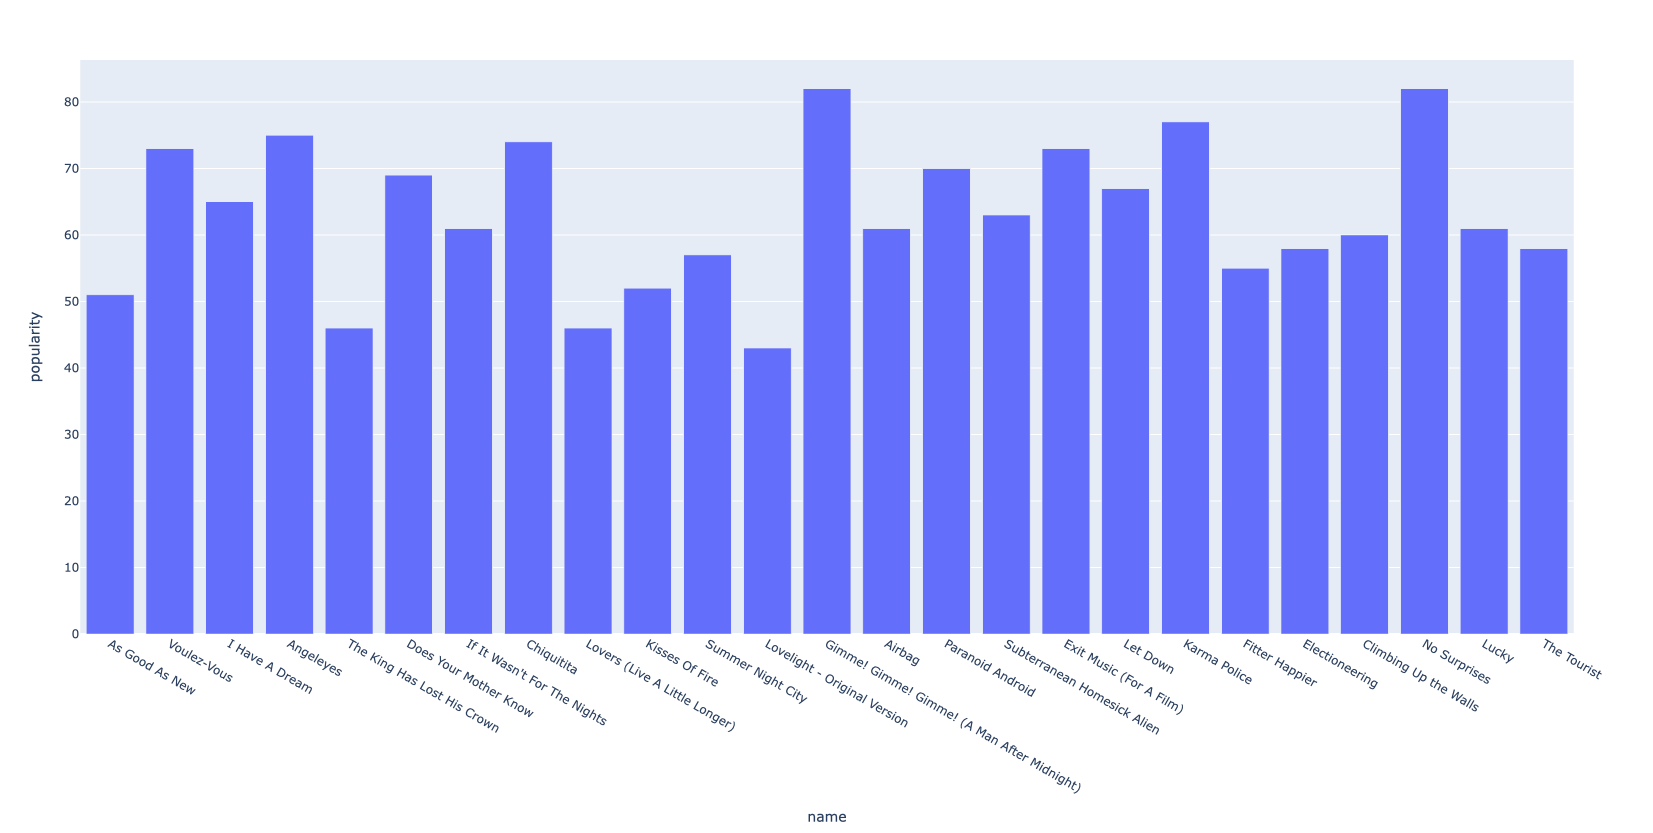 80
70
60
50
40
30
20
10
0
popularity
As Good As New
Voulez-Vous
I Have A Dream
Angeleyes
The King Has Lost His Crown
Does Your Mother Know
If It Wasn't For The Nights
Chiquitita
Lovers (Live A Little Longer)
Kisses Of Fire
Summer Night City
Lovelight - Original Version
Gimme! Gimme! Gimme! (A Man After Midnight)
Airbag
Paranoid Android
Subterranean Homesick Alien
Exit Music (For A Film)
Let Down
Karma Police
Fitter Happier
Electioneering
Climbing Up the Walls
No Surprises
Lucky
The Tourist
name